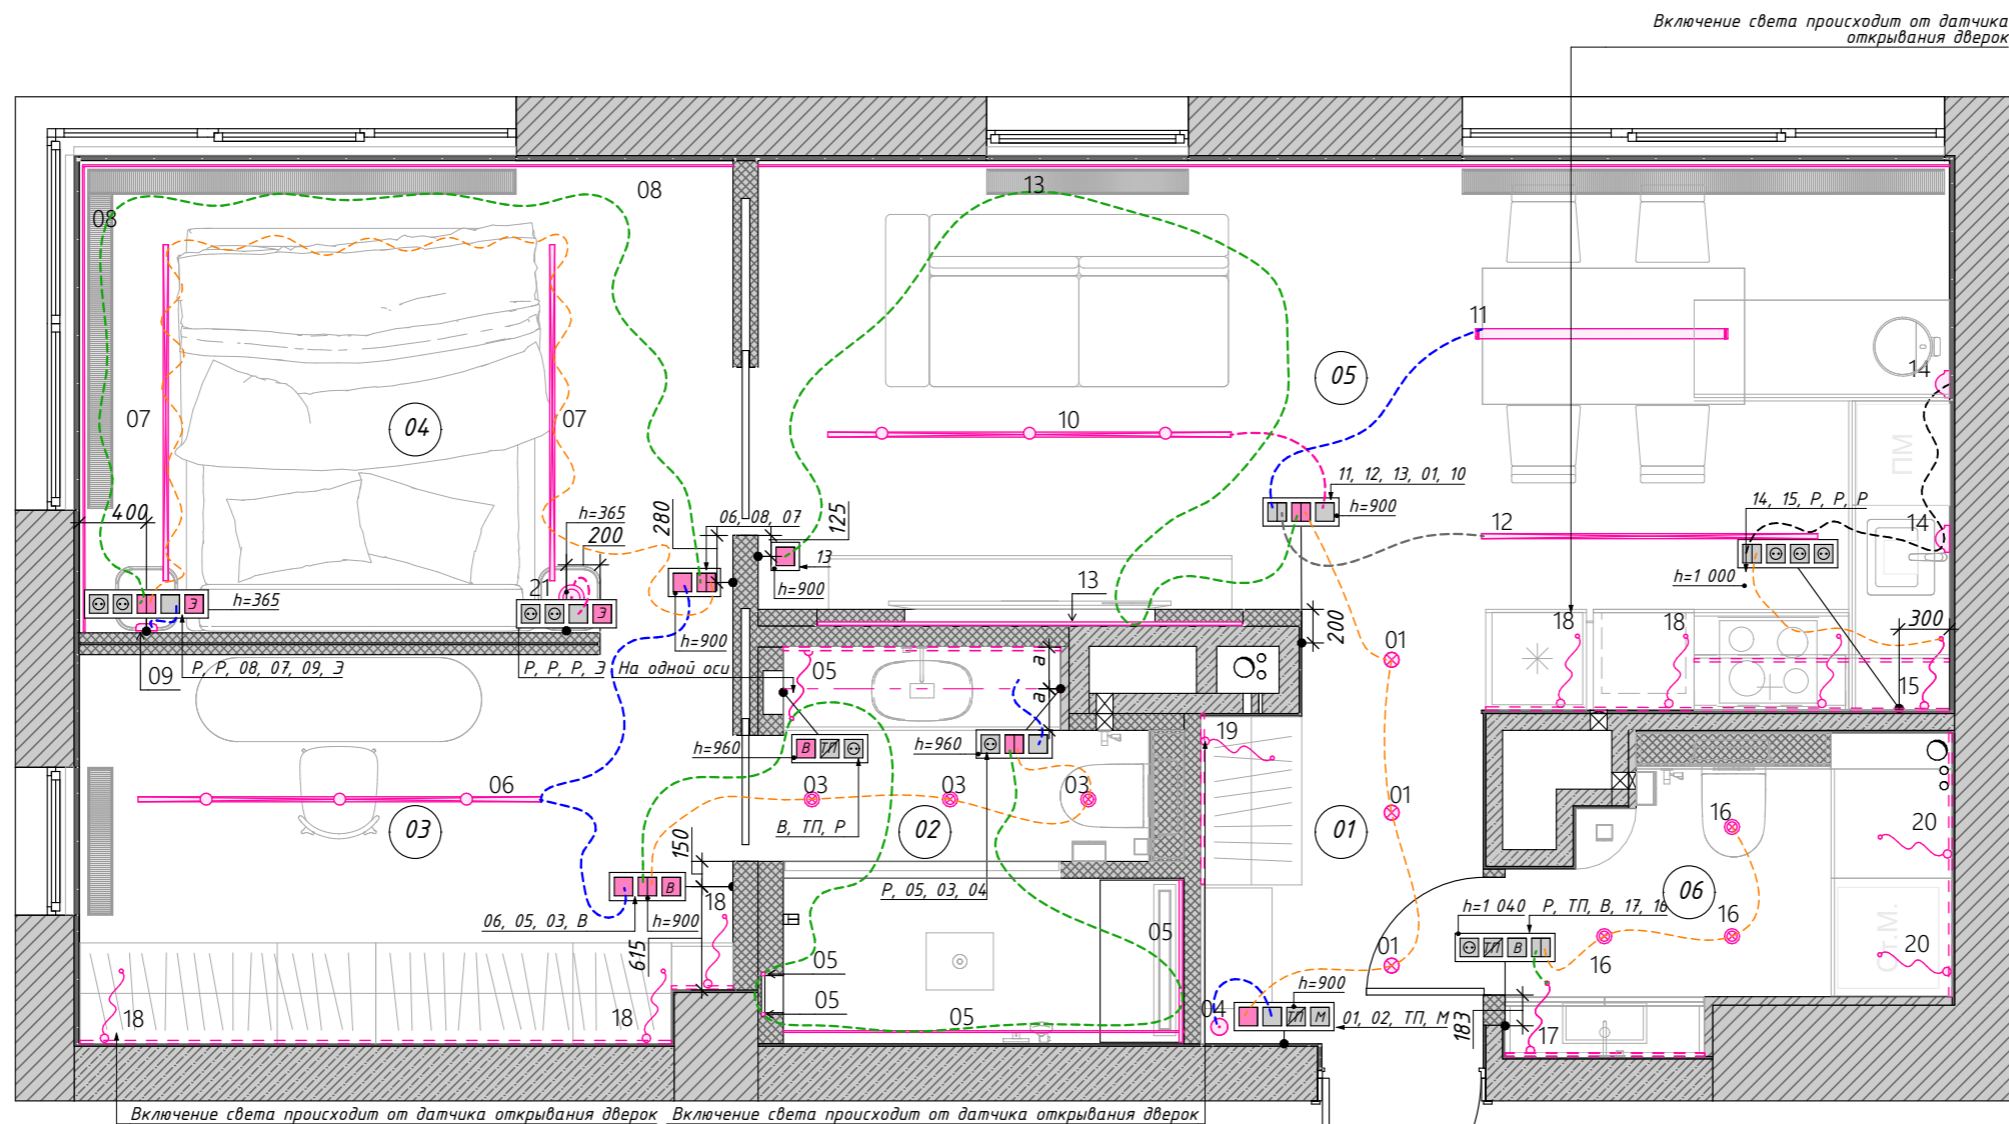 Включение света происходит от датчика
открывания дверок
08
13
08
11
05
14
07
04
07
10
11, 12, 13, 01, 10
h=900
14, 15, Р, Р, Р
12
14
400
h=365
200
280
06, 08, 07
125
13
h=900
h=1 000
21
Э
h=365
Э
h=900
13
200
18
18
300
01
ПМ
09
Р, Р, 08, 07, 09, Э
Р, Р, Р, Э
На одной оси
05
а
а
15
h=960
В
ТП
h=960
19
06
03
03
03
01
16
20
03
В, ТП, Р
02
01
150
Р, 05, 03, 04
06
В
18
06, 05, 03, В
h=900
h=1 040
Р, ТП, В, 17, 18
05
615
01
ТП
В
16
16
20
Ст.М.
05
05
18
18
05
04
h=900
ТП
М
01, 02, ТП, М
183
17
Включение света происходит от датчика открывания дверок
Включение света происходит от датчика открывания дверок